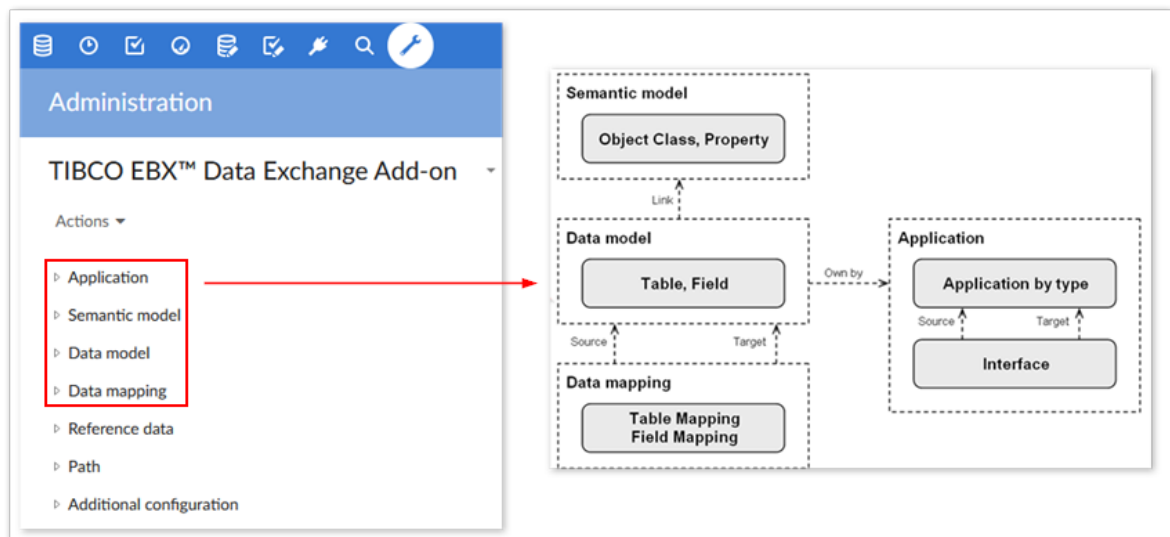 Administration
TIBCO EBX™ Data Exchange Add-on
Actions
Application
Semantic model
Data model
Data mapping
Reference data
Path
Additional configuration
Semantic model
Object Class, Property
Link
Data model
Table, Field
Own by
Application
Application by type
Source
Target
Interface
Source
Target
Data mapping
Table Mapping
Field Mapping